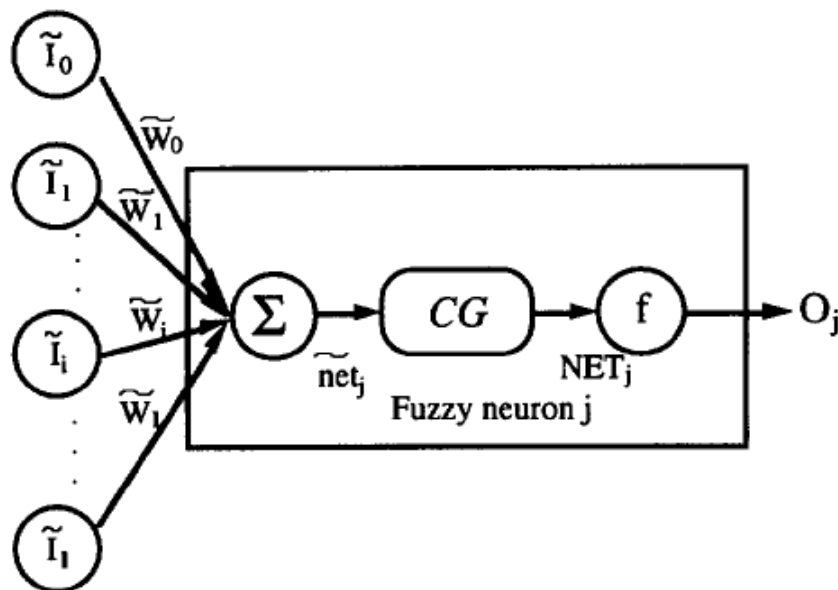 Ĩ₀
W̃₀
Ĩ₁
W̃₁
Ĩᵢ
W̃ᵢ
Ĩₗ
W̃ₗ
Σ
ñetⱼ
CG
NETⱼ
f
Oⱼ
Fuzzy neuron j